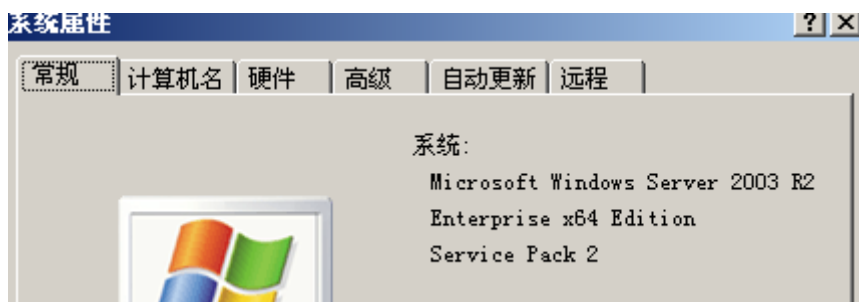 系统属性
常规 计算机名 硬件 高级 自动更新 远程
系统:
Microsoft Windows Server 2003 R2
Enterprise x64 Edition
Service Pack 2